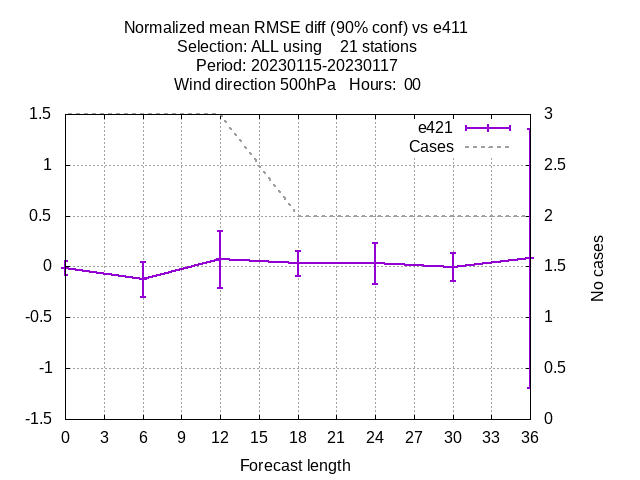 Normalized mean RMSE diff (90% conf) vs e411
Selection: ALL using    21 stations
Period: 20230115-20230117
Wind direction 500hPa   Hours:  00
e421
Cases
1.5
1
0.5
0
-0.5
-1
-1.5
3
2.5
2
1.5
1
0.5
0
No cases
0 3 6 9 12 15 18 21 24 27 30 33 36
Forecast length